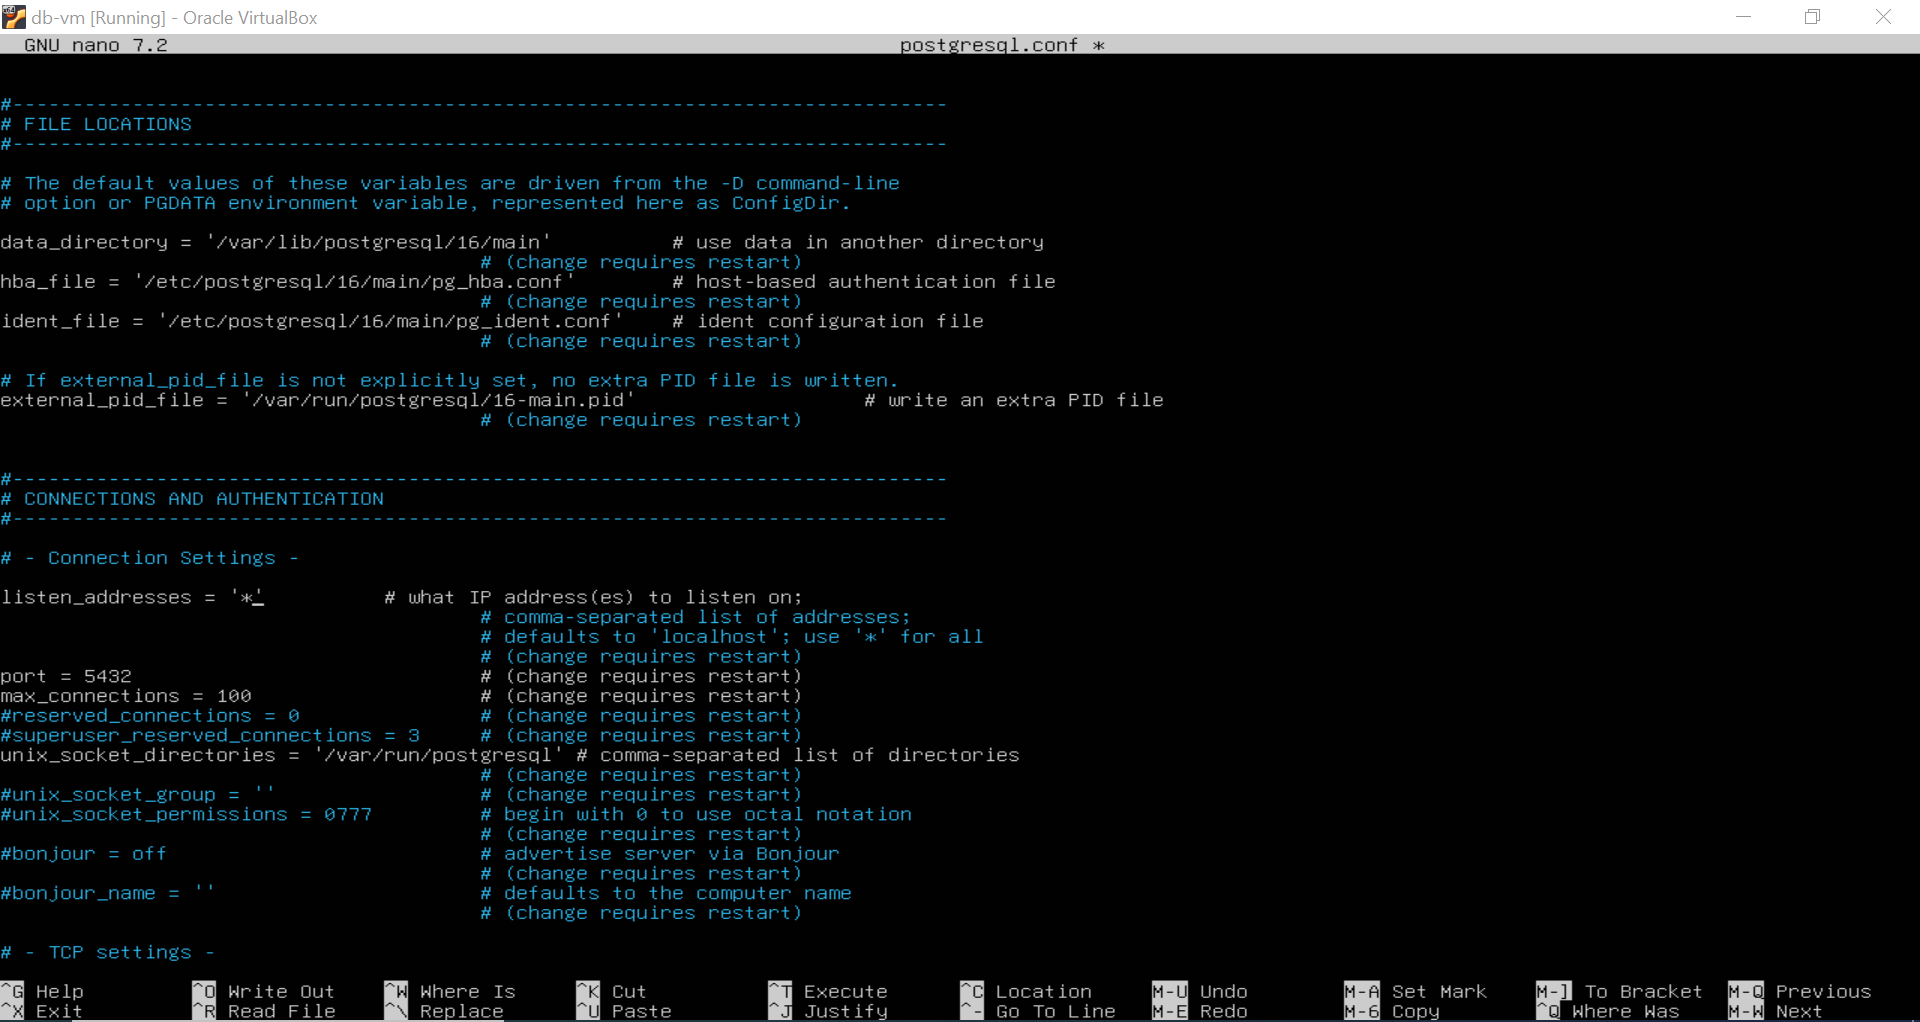 db-vm [Running] - Oracle VirtualBox
GNU nano 7.2 postgresql.conf *
#------------------------------------------------------------------------------
# FILE LOCATIONS
#------------------------------------------------------------------------------
# The default values of these variables are driven from the -D command-line
# option or PGDATA environment variable, represented here as ConfigDir.
data_directory = '/var/lib/postgresql/16/main' # use data in another directory
# (change requires restart)
hba_file = '/etc/postgresql/16/main/pg_hba.conf' # host-based authentication file
# (change requires restart)
ident_file = '/etc/postgresql/16/main/pg_ident.conf' # ident configuration file
# (change requires restart)
# If external_pid_file is not explicitly set, no extra PID file is written.
external_pid_file = '/var/run/postgresql/16-main.pid' # write an extra PID file
# (change requires restart)
#------------------------------------------------------------------------------
# CONNECTIONS AND AUTHENTICATION
#------------------------------------------------------------------------------
# - Connection Settings -
listen_addresses = '*' # what IP address(es) to listen on;
# comma-separated list of addresses;
# defaults to 'localhost'; use '*' for all
# (change requires restart)
port = 5432 # (change requires restart)
max_connections = 100 # (change requires restart)
#reserved_connections = 0 # (change requires restart)
#superuser_reserved_connections = 3 # (change requires restart)
unix_socket_directories = '/var/run/postgresql' # comma-separated list of directories
# (change requires restart)
#unix_socket_group = '' # (change requires restart)
#unix_socket_permissions = 0777 # begin with 0 to use octal notation
# (change requires restart)
#bonjour = off # advertise server via Bonjour
# (change requires restart)
#bonjour_name = '' # defaults to the computer name
# (change requires restart)
# - TCP settings -
^G Help ^O Write Out ^W Where Is ^K Cut ^T Execute ^C Location M-U Undo M-A Set Mark M-] To Bracket M-Q Previous
^X Exit ^R Read File ^\ Replace ^U Paste ^J Justify ^- Go To Line M-E Redo M-6 Copy ^Q Where Was M-W Next